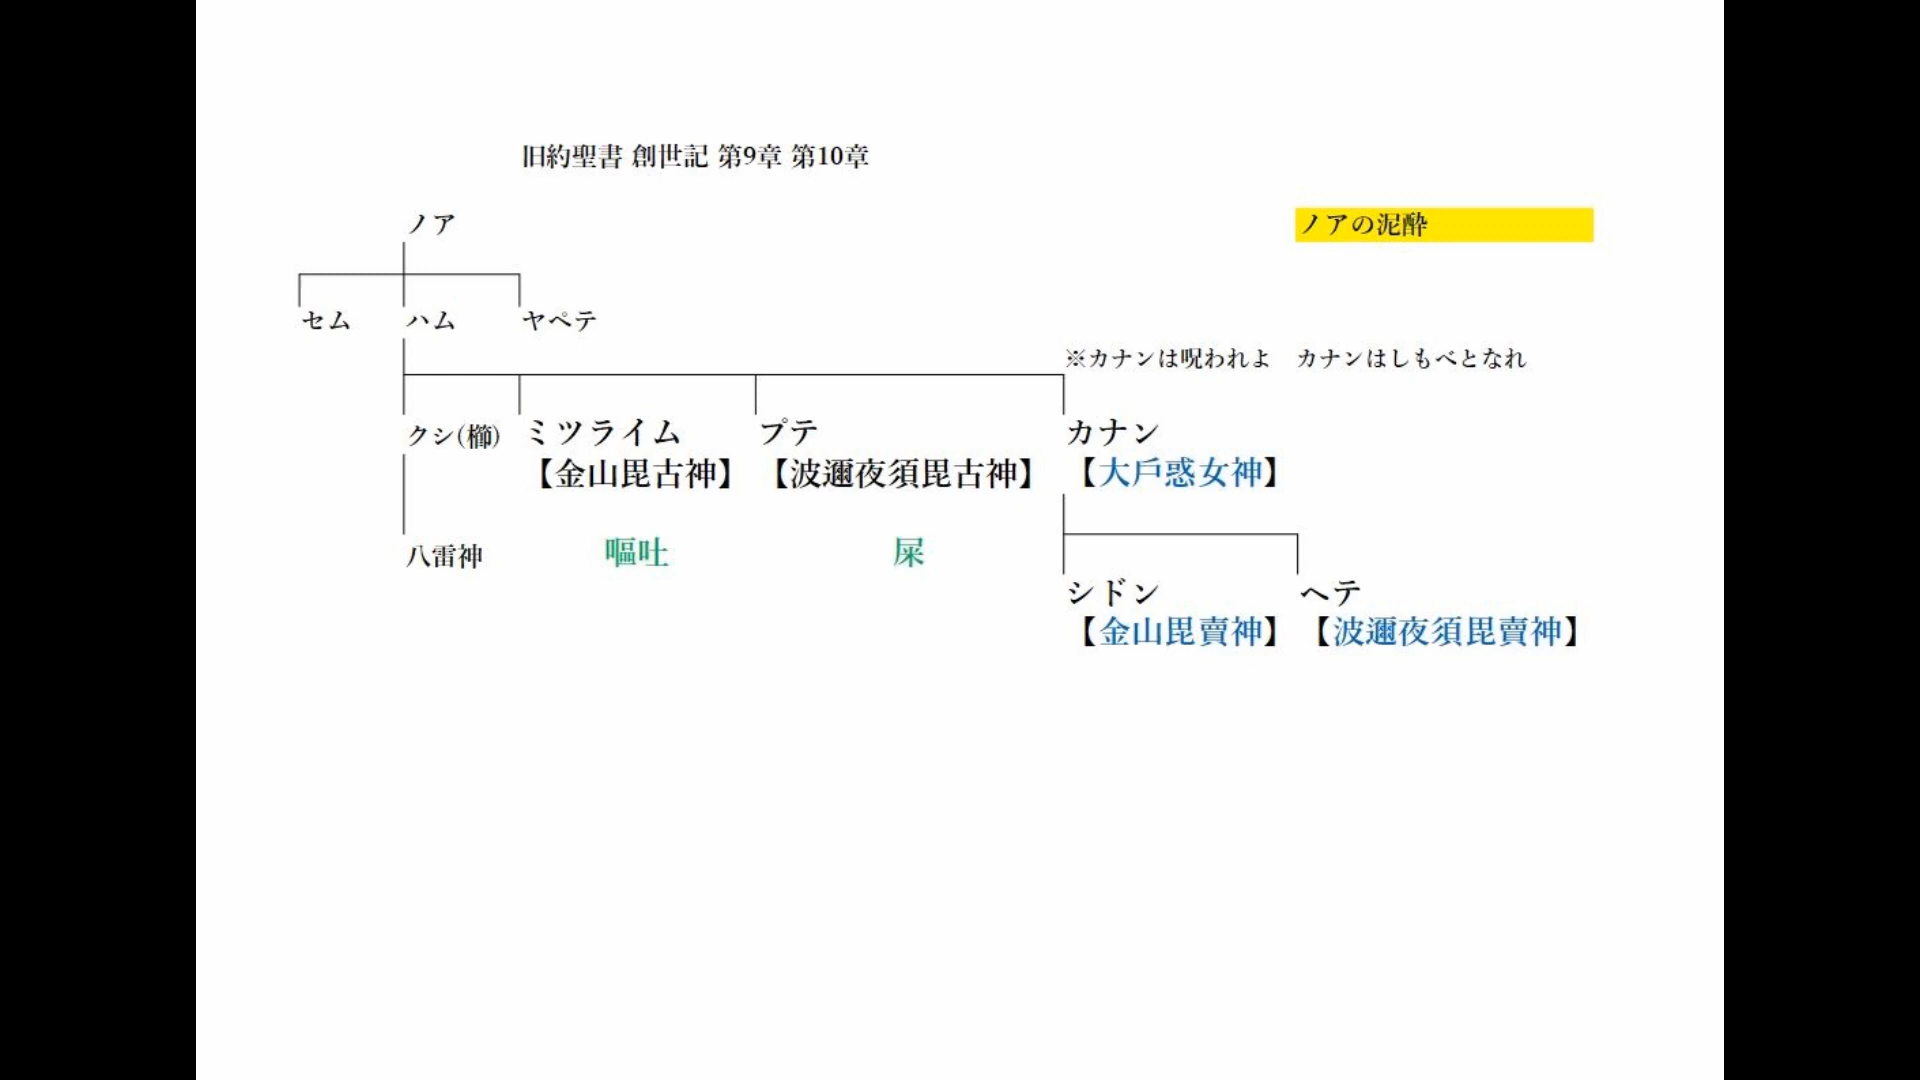 旧約聖書 創世記 第9章 第10章
ノア
ノアの泥酔
セム ハム ヤペテ
※カナンは呪われよ カナンはしもべとなれ
クシ(櫛) ミツライム プテ カナン
【金山毘古神】 【波邇夜須毘古神】 【大戶惑女神】
八雷神 嘔吐 屎
シドン ヘテ
【金山毘賣神】 【波邇夜須毘賣神】